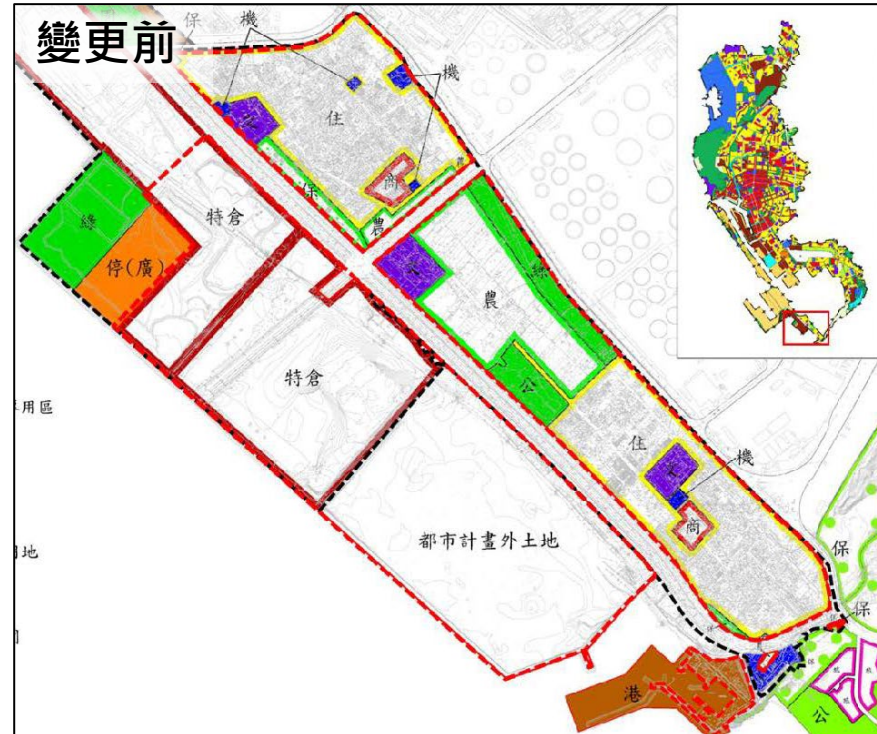 變更前
保
機
機
住
保
商
農
綠
特倉
停(廣)
特倉
農
綠
公
用區
住
機
商
都市計畫外土地
地
保
保
港
公